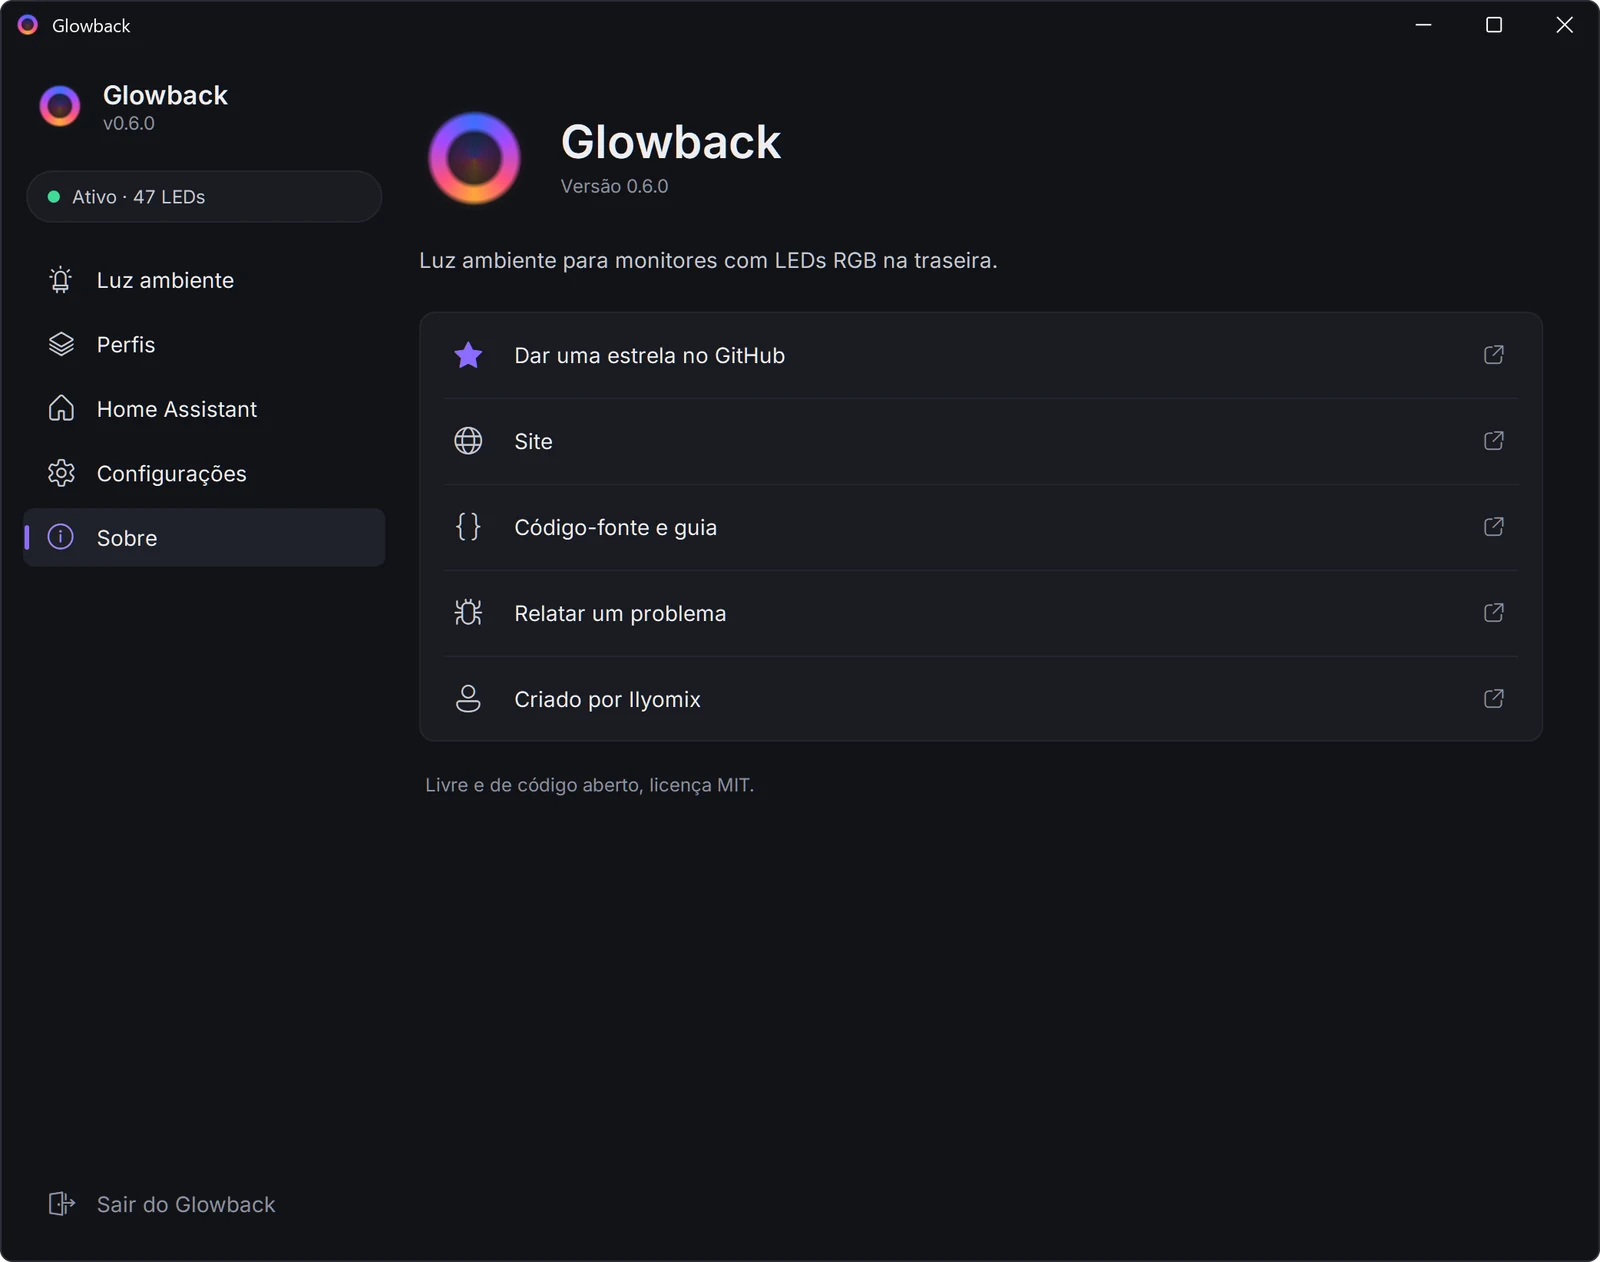 Glowback
Glowback
v0.6.0
Ativo · 47 LEDs
Luz ambiente
Perfis
Home Assistant
Configurações
Sobre
Sair do Glowback
Glowback
Versão 0.6.0
Luz ambiente para monitores com LEDs RGB na traseira.
Dar uma estrela no GitHub
Site
Código-fonte e guia
Relatar um problema
Criado por Ilyomix
Livre e de código aberto, licença MIT.